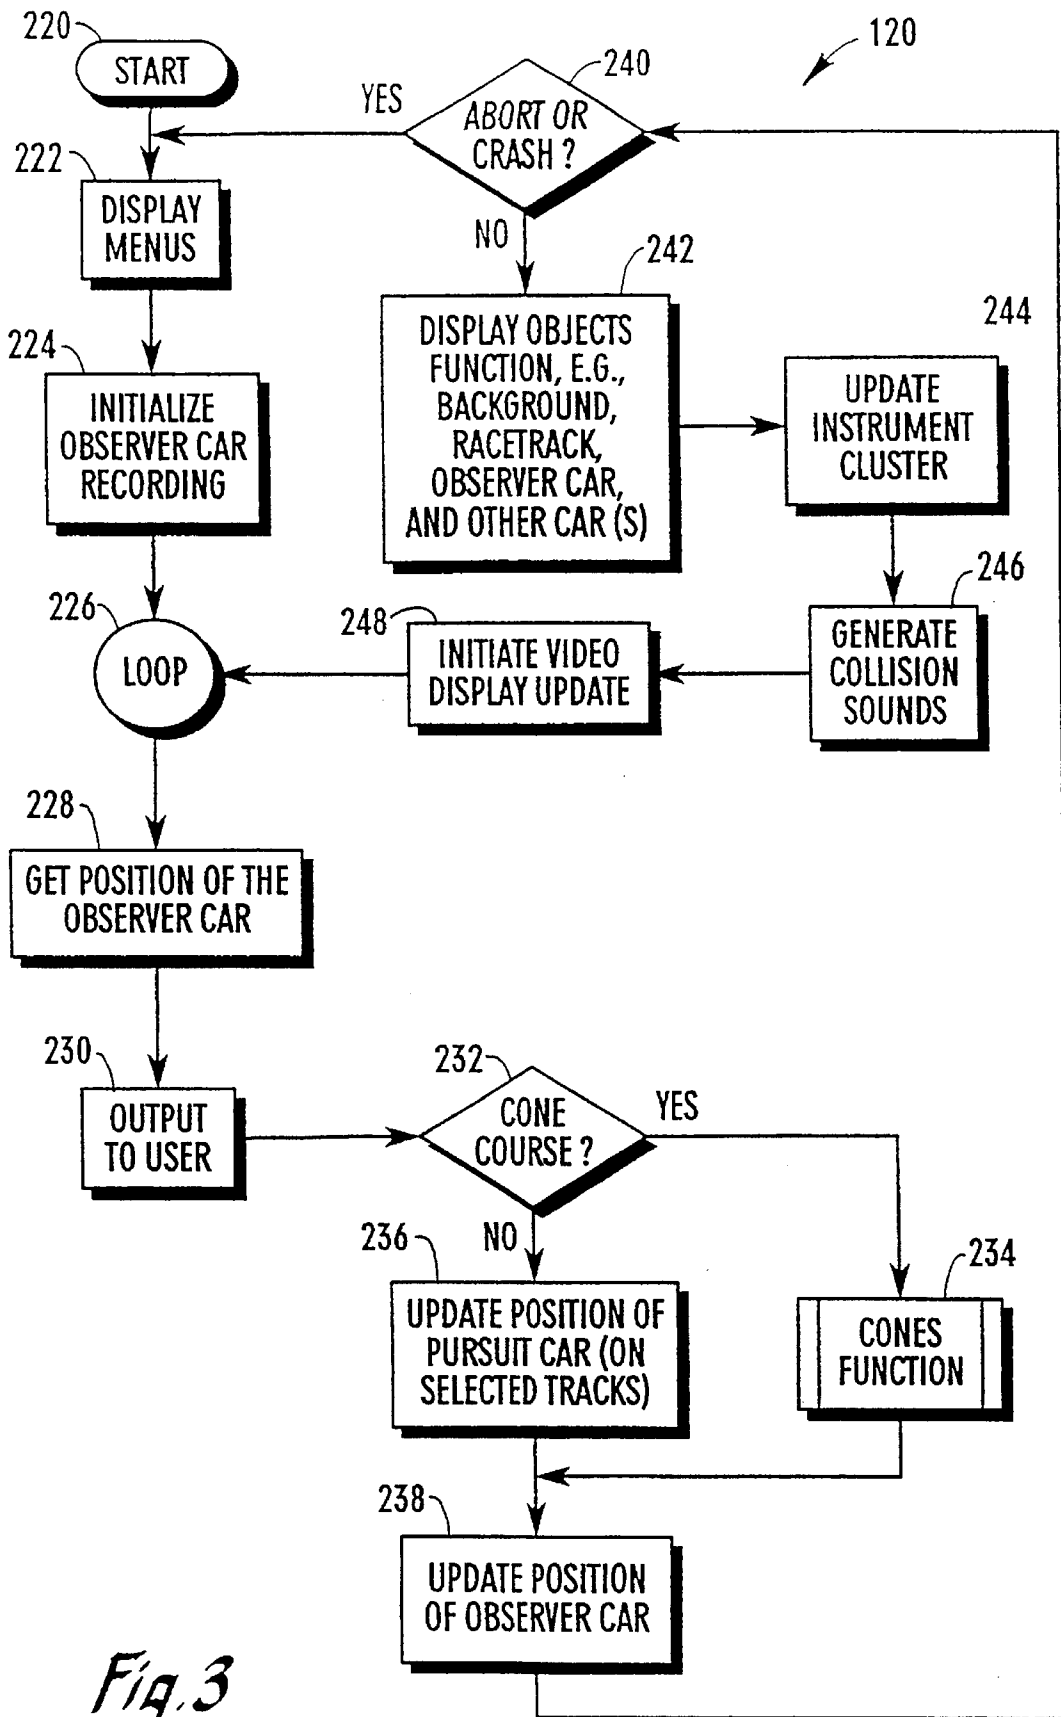 220
START
120
240
YES
ABORT OR
CRASH ?
NO
222
DISPLAY
MENUS
242
DISPLAY OBJECTS
FUNCTION, E.G.,
BACKGROUND,
RACETRACK,
OBSERVER CAR,
AND OTHER CAR (S)
244
UPDATE
INSTRUMENT
CLUSTER
224
INITIALIZE
OBSERVER CAR
RECORDING
226
LOOP
248
INITIATE VIDEO
DISPLAY UPDATE
246
GENERATE
COLLISION
SOUNDS
228
GET POSITION OF THE
OBSERVER CAR
230
OUTPUT
TO USER
232
CONE
COURSE ?
YES
NO
236
UPDATE POSITION OF
PURSUIT CAR (ON
SELECTED TRACKS)
234
CONES
FUNCTION
238
UPDATE POSITION
OF OBSERVER CAR
Fig. 3